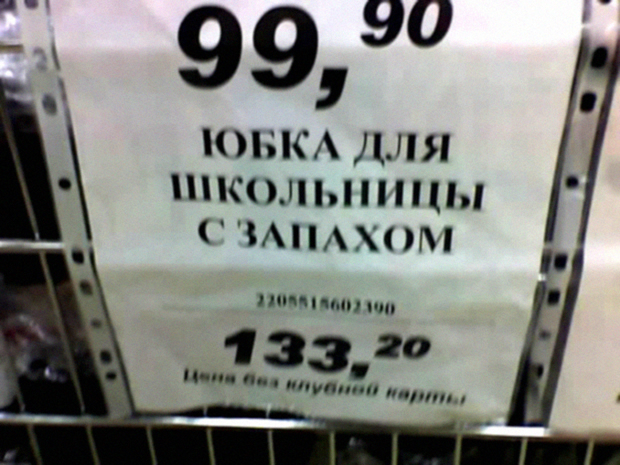 99,90
ЮБКА ДЛЯ
ШКОЛЬНИЦЫ
С ЗАПАХОМ
2205515602390
133,20
Цена без клубной карты